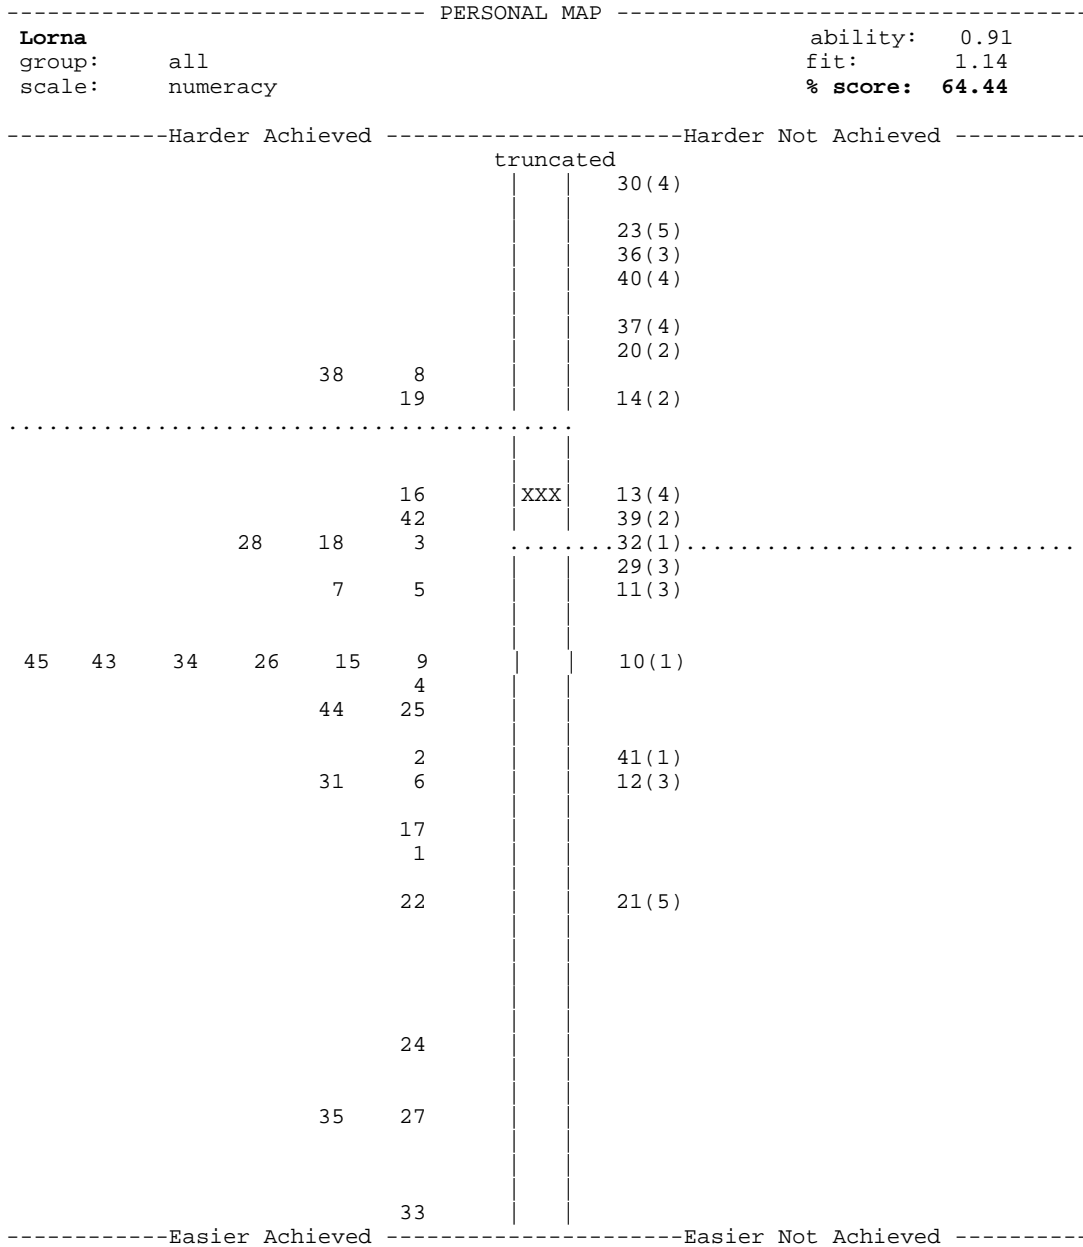 ------------------------------- PERSONAL MAP -----------------------------------
Lorna ability: 0.91
group: all fit: 1.14
scale: numeracy % score: 64.44
------------Harder Achieved ----------------------Harder Not Achieved ----------
truncated
| | 30(4)
| |
| | 23(5)
| | 36(3)
| | 40(4)
| |
| | 37(4)
| | 20(2)
38 8 | |
19 | | 14(2)
..........................................
| |
| |
16 |XXX| 13(4)
42 | | 39(2)
28 18 3 ........32(1).............................
| | 29(3)
7 5 | | 11(3)
| |
| |
45 43 34 26 15 9 | | 10(1)
4 | |
44 25 | |
| |
2 | | 41(1)
31 6 | | 12(3)
| |
17 | |
1 | |
| |
22 | | 21(5)
| |
| |
| |
| |
| |
24 | |
| |
| |
35 27 | |
| |
| |
| |
33 | |
------------Easier Achieved ----------------------Easier Not Achieved ----------